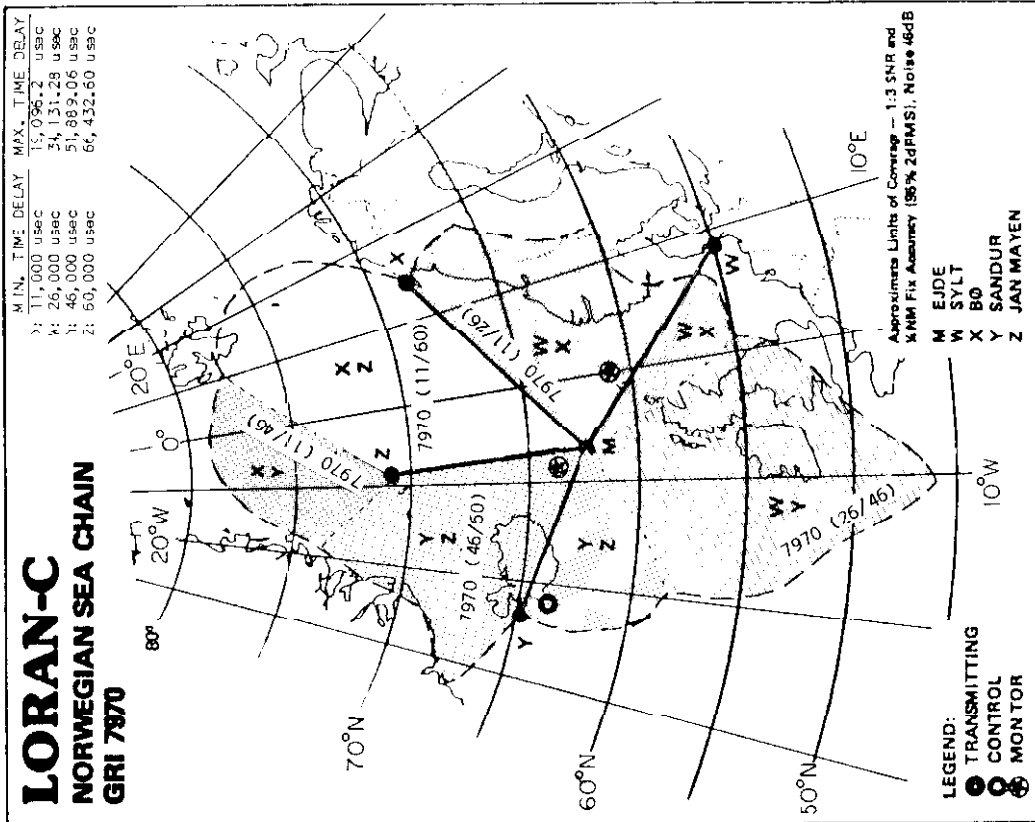 LORAN-C
NORWEGIAN SEA CHAIN
GRI 7970
MIN. TIME DELAY MAX. TIME DELAY
11,000 usec
26,000 usec 34,131.28 usec
46,000 usec 51,889.06 usec
Z: 60,000 usec 66,432.60 usec
80°
20°W
0°
20°E
X
Y
7970 (11/46)
X
Z
Z
X
70°N
Y
Z
7970 (46/50)
7970 (11/60)
7970 (11/26)
W
X
Y
Y
Z
M
W
X
W
60°N
W
Y
7970 (26/46)
50°N
10°W
10°E
Approximate Limits of Coverage — 1:3 SNR and
¼NM Fix Accuracy (95% 2dRMS), Noise 46dB
M EJDE
W SYLT
X BØ
Y SANDUR
Z JAN MAYEN
LEGEND:
TRANSMITTING
CONTROL
MON TOR